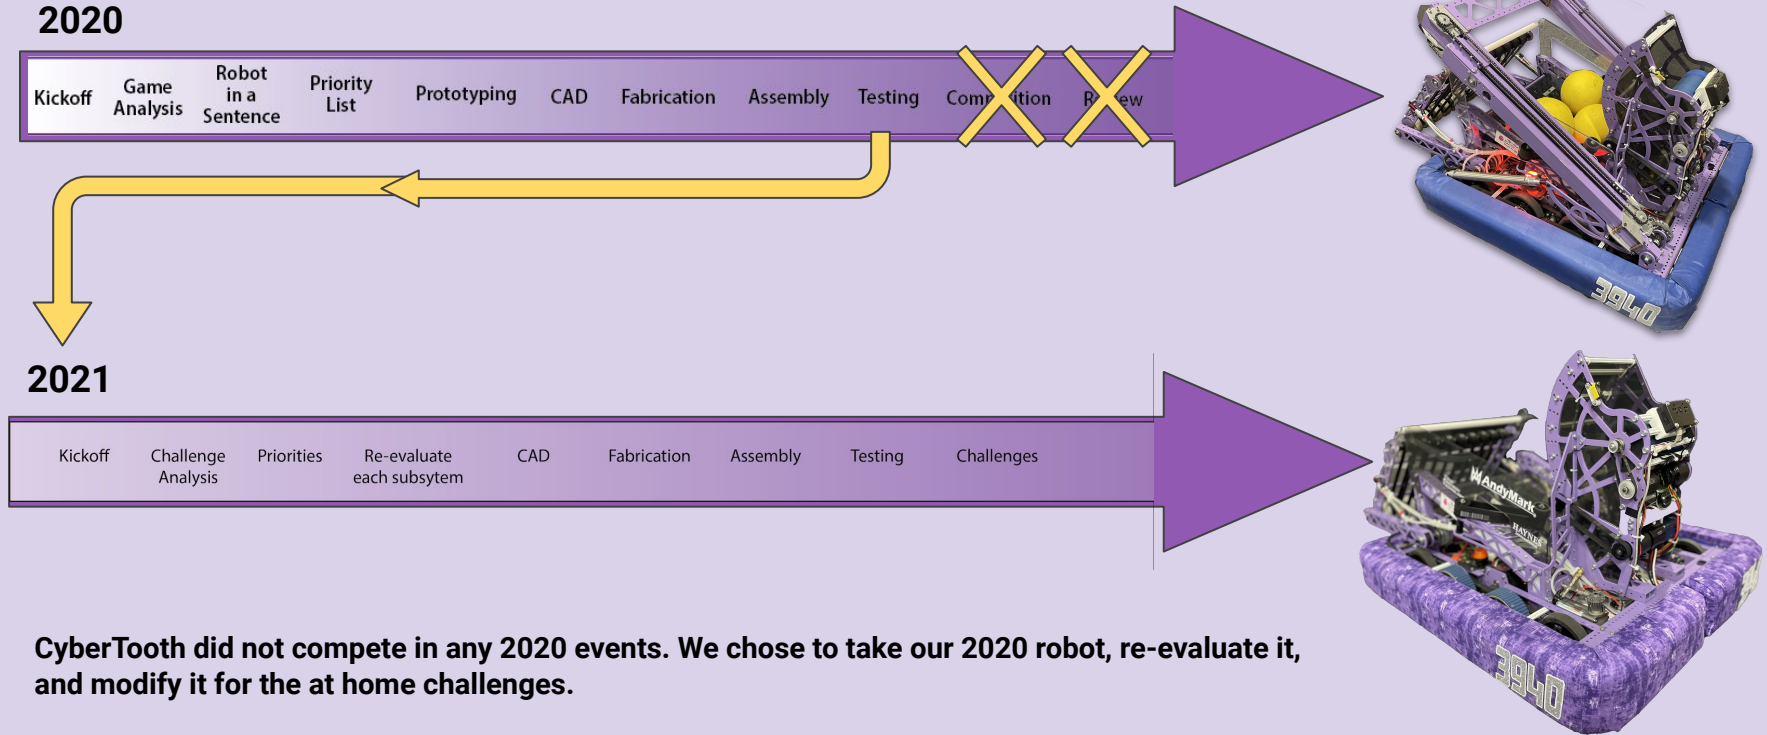 2020
Kickoff
Game
Analysis
Robot
in a
Sentence
Priority
List
Prototyping
CAD
Fabrication
Assembly
Testing
Competition
Review
3940
2021
Kickoff
Challenge
Analysis
Priorities
Re-evaluate
each subsytem
CAD
Fabrication
Assembly
Testing
Challenges
AndyMark
HAYNES
3940
CyberTooth did not compete in any 2020 events. We chose to take our 2020 robot, re-evaluate it,
and modify it for the at home challenges.